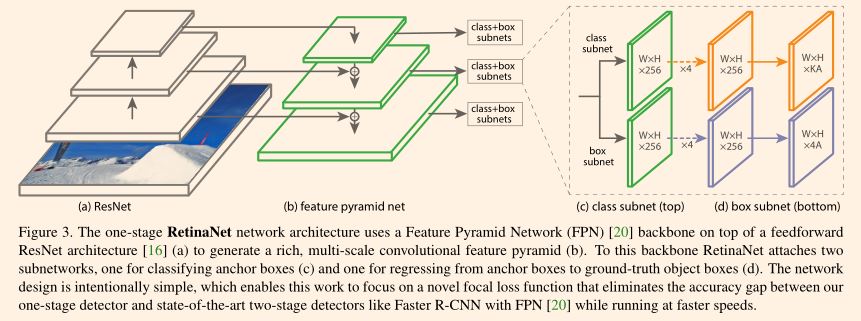 class+box
subnets
class+box
subnets
class+box
subnets
class
subnet
W×H
×256
×4
W×H
×256
W×H
×KA
box
subnet
W×H
×256
×4
W×H
×256
W×H
×4A
(a) ResNet
(b) feature pyramid net
(c) class subnet (top)
(d) box subnet (bottom)
Figure 3. The one-stage RetinaNet network architecture uses a Feature Pyramid Network (FPN) [20] backbone on top of a feedforward
ResNet architecture [16] (a) to generate a rich, multi-scale convolutional feature pyramid (b). To this backbone RetinaNet attaches two
subnetworks, one for classifying anchor boxes (c) and one for regressing from anchor boxes to ground-truth object boxes (d). The network
design is intentionally simple, which enables this work to focus on a novel focal loss function that eliminates the accuracy gap between our
one-stage detector and state-of-the-art two-stage detectors like Faster R-CNN with FPN [20] while running at faster speeds.